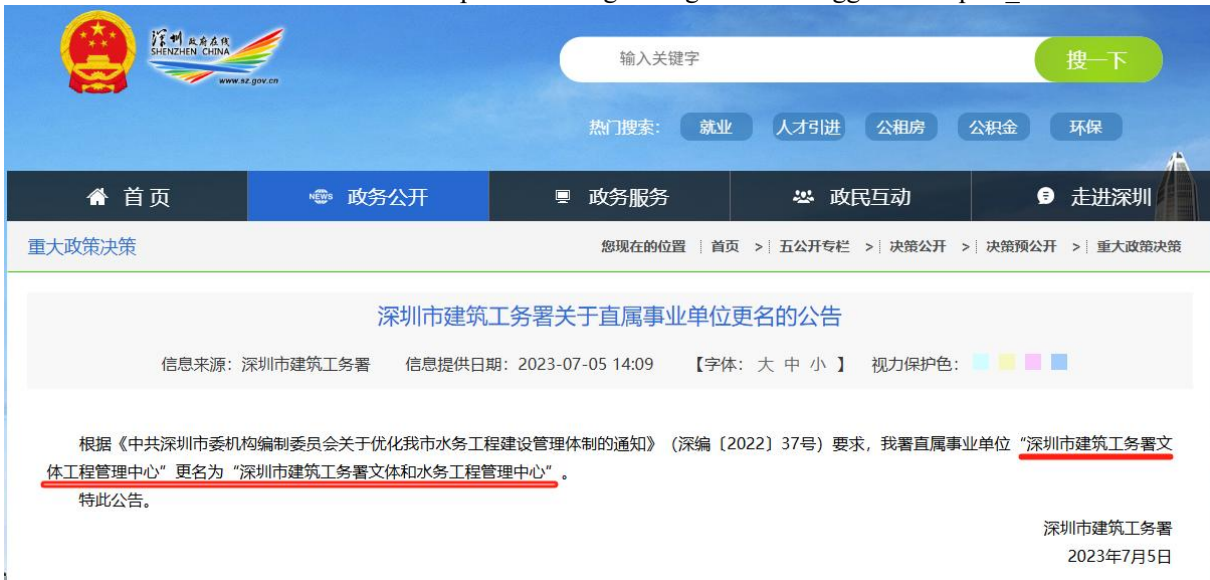 深圳 政府在线
SHENZHEN CHINA
www.sz.gov.cn
输入关键字
搜一下
热门搜索： 就业 人才引进 公租房 公积金 环保
首页 NEWS 政务公开 政务服务 政民互动 走进深圳
重大政策决策
您现在的位置 首页 > 五公开专栏 > 决策公开 > 决策预公开 > 重大政策决策
深圳市建筑工务署关于直属事业单位更名的公告
信息来源：深圳市建筑工务署 信息提供日期：2023-07-05 14:09 【字体：大 中 小 】 视力保护色：
根据《中共深圳市委机构编制委员会关于优化我市水务工程建设管理体制的通知》（深编〔2022〕37号）要求，我署直属事业单位“深圳市建筑工务署文
体工程管理中心”更名为“深圳市建筑工务署文体和水务工程管理中心”。
特此公告。
深圳市建筑工务署
2023年7月5日